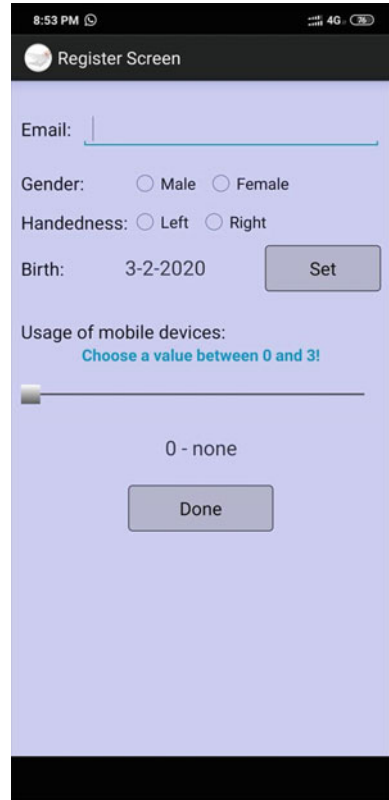 8:53 PM 4G 76
Register Screen
Email:
Gender: Male Female
Handedness: Left Right
Birth: 3-2-2020 Set
Usage of mobile devices:
Choose a value between 0 and 3!
0 - none
Done